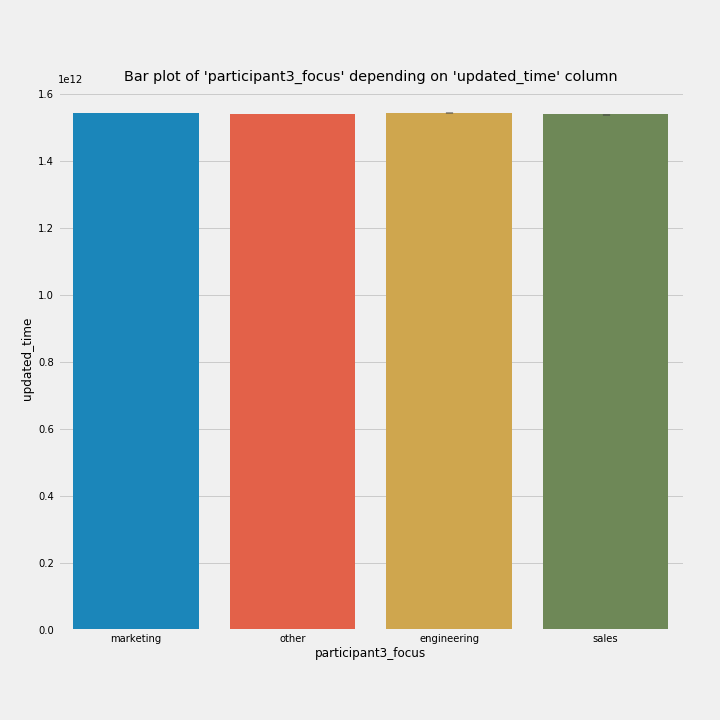 Bar plot of 'participant3_focus' depending on 'updated_time' column
1e12
1.6
1.4
1.2
1.0
0.8
0.6
0.4
0.2
0.0
updated_time
marketing other engineering sales
participant3_focus